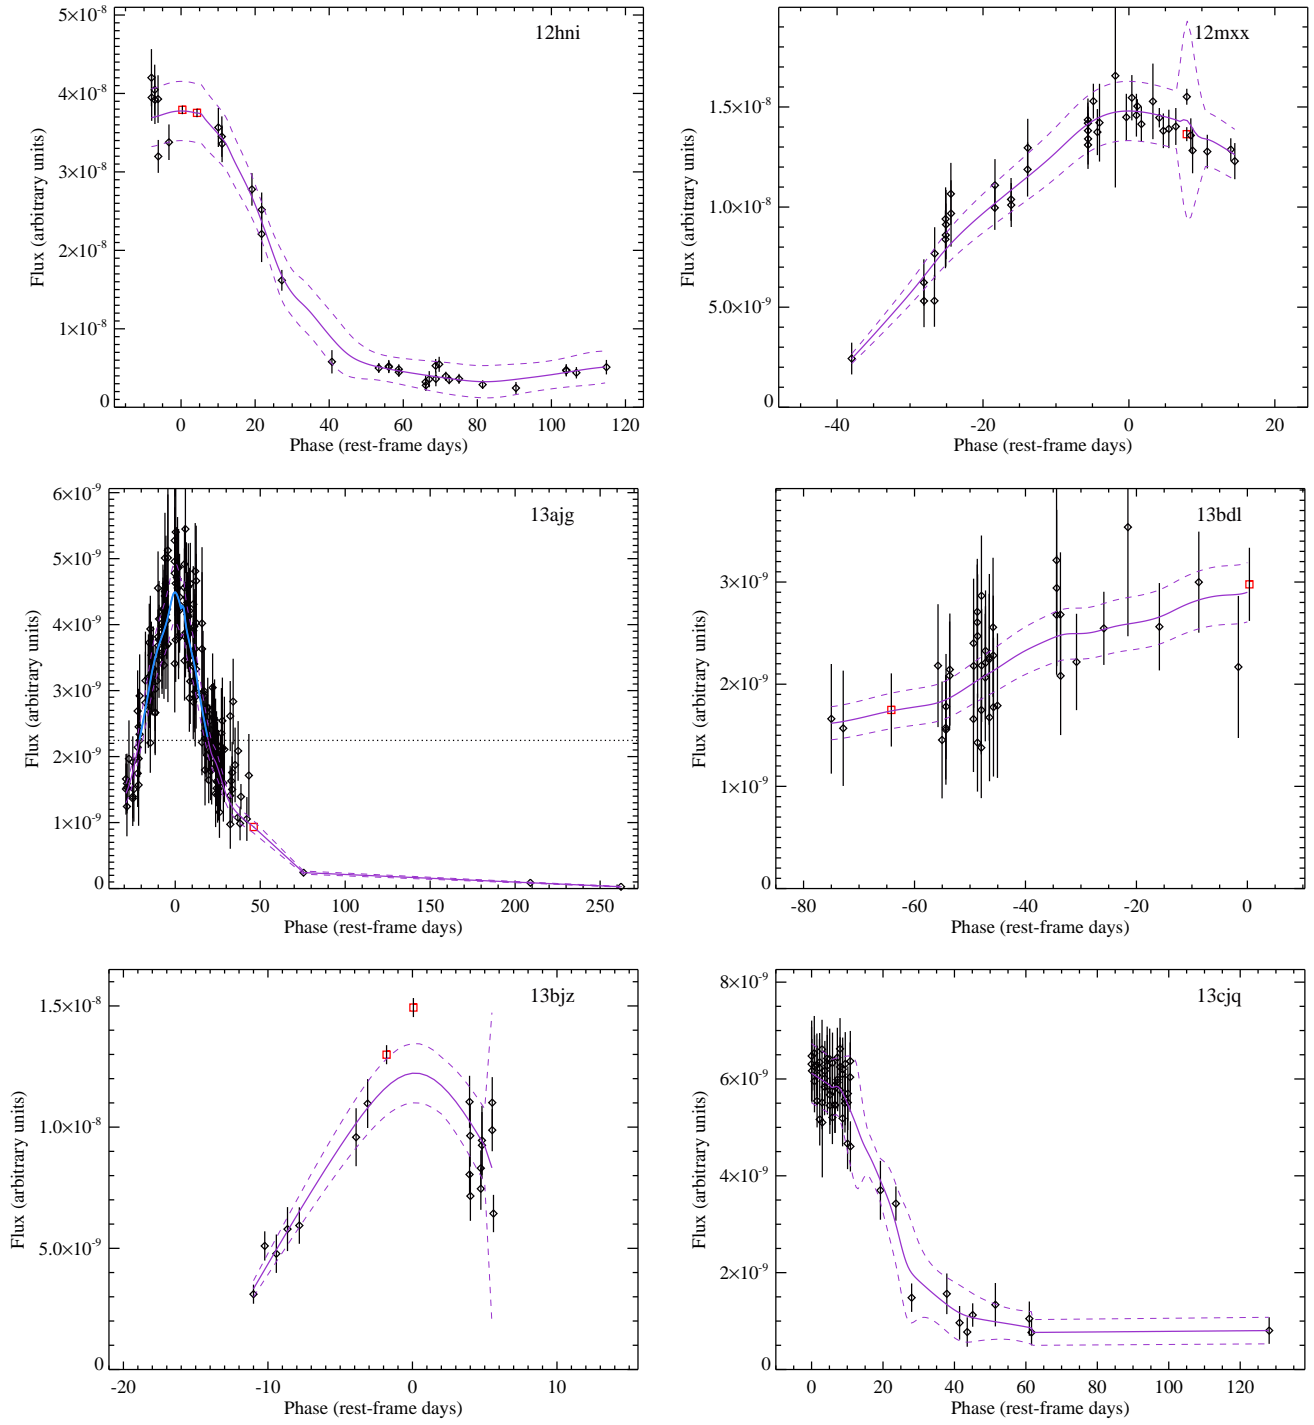 5×10⁻⁸
12hni
4×10⁻⁸
3×10⁻⁸
2×10⁻⁸
1×10⁻⁸
0
Flux (arbitrary units)
0 20 40 60 80 100 120
Phase (rest-frame days)
12mxx
1.5×10⁻⁸
1.0×10⁻⁸
5.0×10⁻⁹
0
Flux (arbitrary units)
-40 -20 0 20
Phase (rest-frame days)
6×10⁻⁹
13ajg
5×10⁻⁹
4×10⁻⁹
3×10⁻⁹
2×10⁻⁹
1×10⁻⁹
0
Flux (arbitrary units)
0 50 100 150 200 250
Phase (rest-frame days)
13bdl
3×10⁻⁹
2×10⁻⁹
1×10⁻⁹
0
Flux (arbitrary units)
-80 -60 -40 -20 0
Phase (rest-frame days)
13bjz
1.5×10⁻⁸
1.0×10⁻⁸
5.0×10⁻⁹
0
Flux (arbitrary units)
-20 -10 0 10
Phase (rest-frame days)
8×10⁻⁹
13cjq
6×10⁻⁹
4×10⁻⁹
2×10⁻⁹
0
Flux (arbitrary units)
0 20 40 60 80 100 120
Phase (rest-frame days)